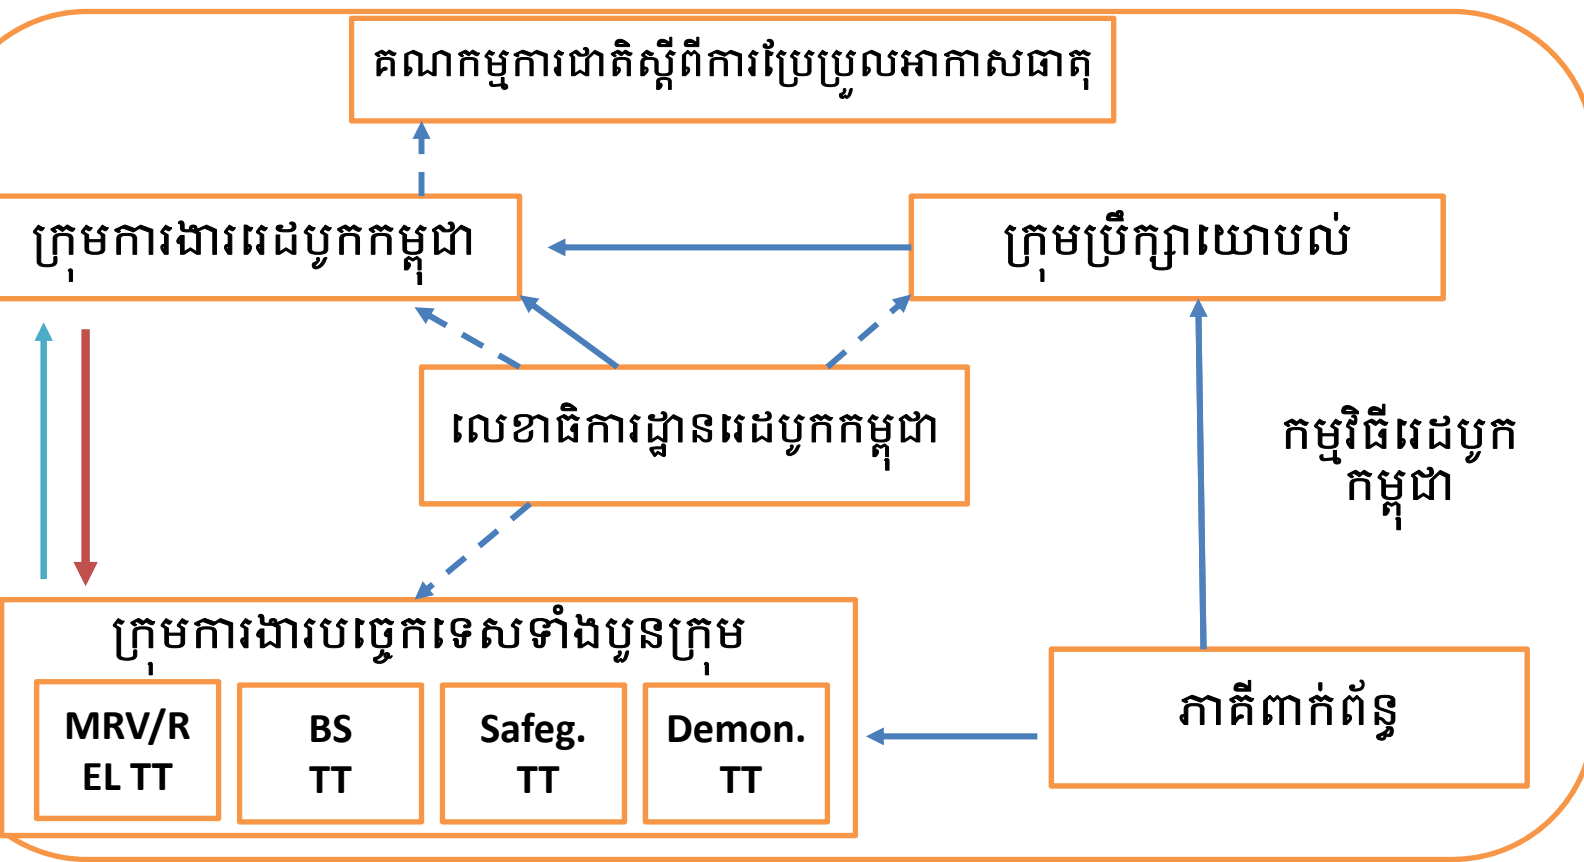 គណកម្មការជាតិស្តីពីការប្រែប្រួលអាកាសធាតុ
ក្រុមការងាររេដបូកកម្ពុជា
ក្រុមប្រឹក្សាយោបល់
លេខាធិការដ្ឋានរេដបូកកម្ពុជា
កម្មវិធីរេដបូក
កម្ពុជា
ក្រុមការងារបច្ចេកទេសទាំងបួនក្រុម
MRV/R
EL TT
BS
TT
Safeg.
TT
Demon.
TT
ភាគីពាក់ព័ន្ធ